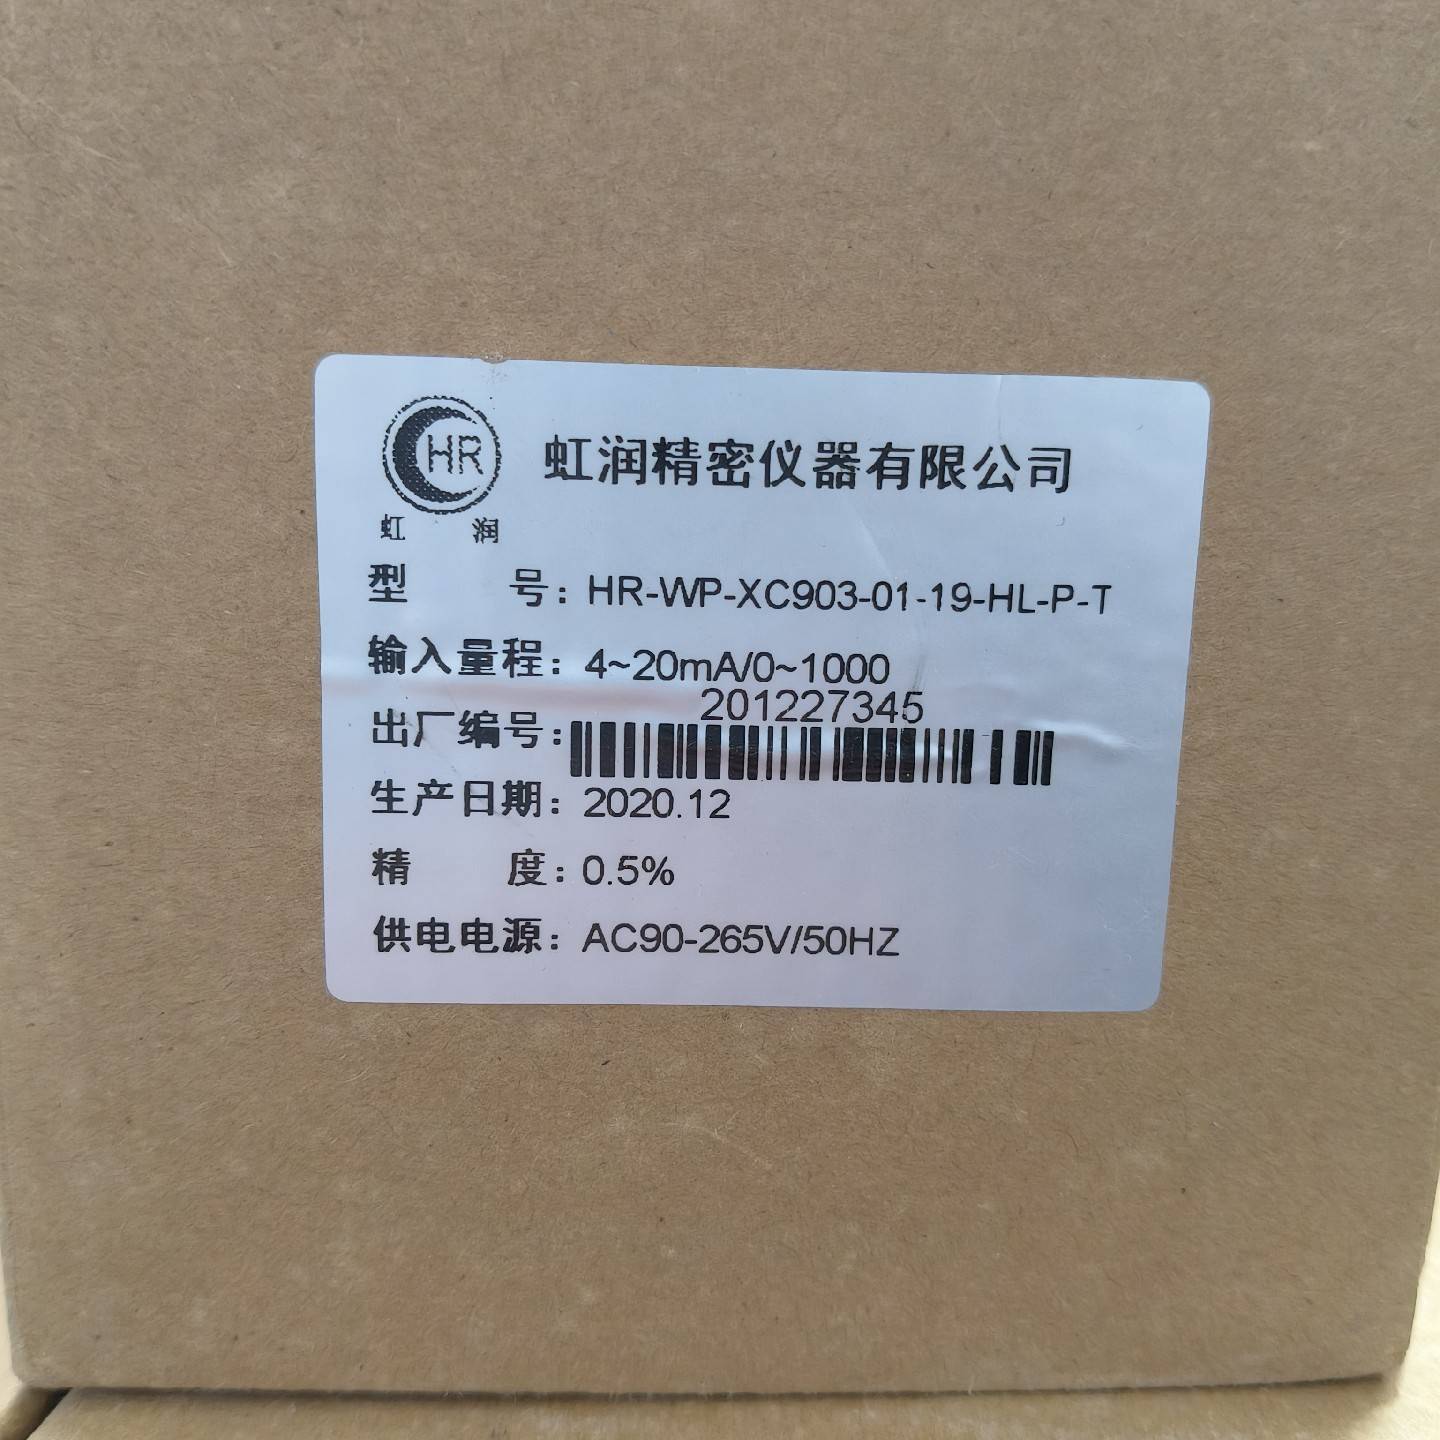 HR
虹润
虹润精密仪器有限公司
型号：HR-WP-XC903-01-19-HL-P-T
输入量程：4~20mA/0~1000
201227345
出厂编号：
生产日期：2020.12
精度：0.5%
供电电源：AC90-265V/50HZ